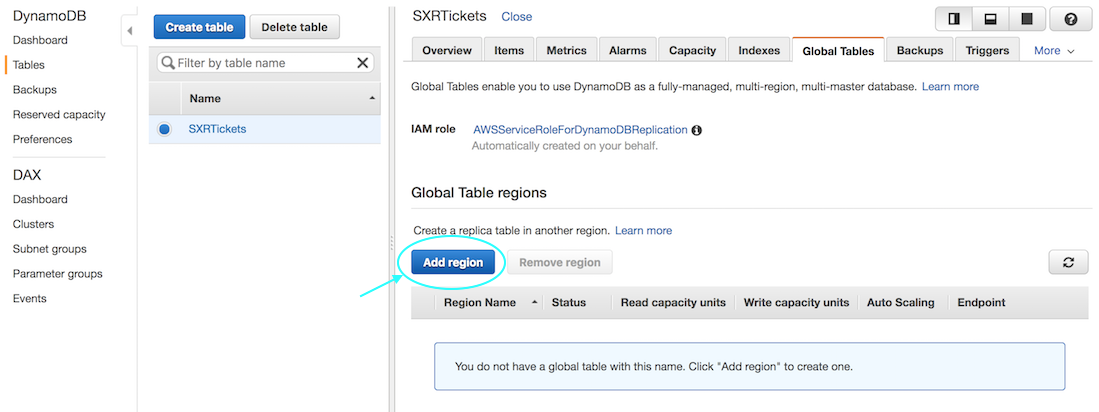 DynamoDB
Dashboard
Tables
Backups
Reserved capacity
Preferences
DAX
Dashboard
Clusters
Subnet groups
Parameter groups
Events
Create table Delete table
Filter by table name
Name
SXRTickets
SXRTickets Close
Overview Items Metrics Alarms Capacity Indexes Global Tables Backups Triggers More
Global Tables enable you to use DynamoDB as a fully-managed, multi-region, multi-master database. Learn more
IAM role AWSServiceRoleForDynamoDBReplication
Automatically created on your behalf.
Global Table regions
Create a replica table in another region. Learn more
Add region Remove region
Region Name Status Read capacity units Write capacity units Auto Scaling Endpoint
You do not have a global table with this name. Click "Add region" to create one.